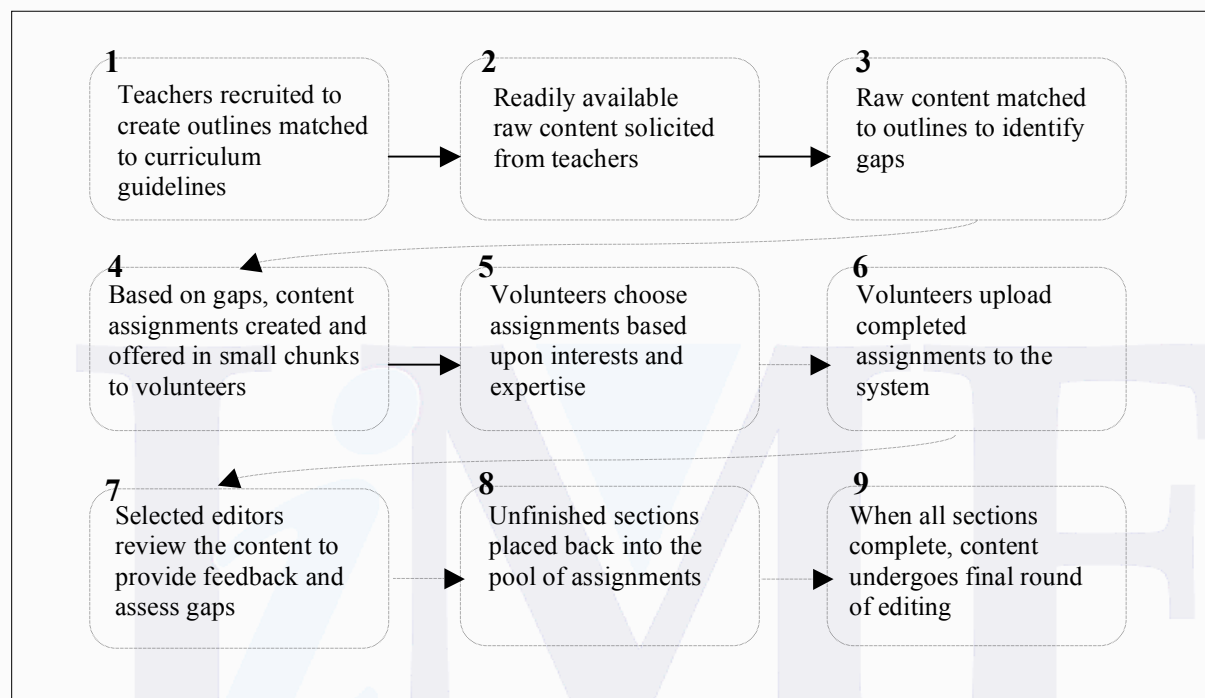 1
Teachers recruited to
create outlines matched
to curriculum
guidelines
2
Readily available
raw content solicited
from teachers
3
Raw content matched
to outlines to identify
gaps
4
Based on gaps, content
assignments created and
offered in small chunks
to volunteers
5
Volunteers choose
assignments based
upon interests and
expertise
6
Volunteers upload
completed
assignments to the
system
7
Selected editors
review the content to
provide feedback and
assess gaps
8
Unfinished sections
placed back into the
pool of assignments
9
When all sections
complete, content
undergoes final round
of editing